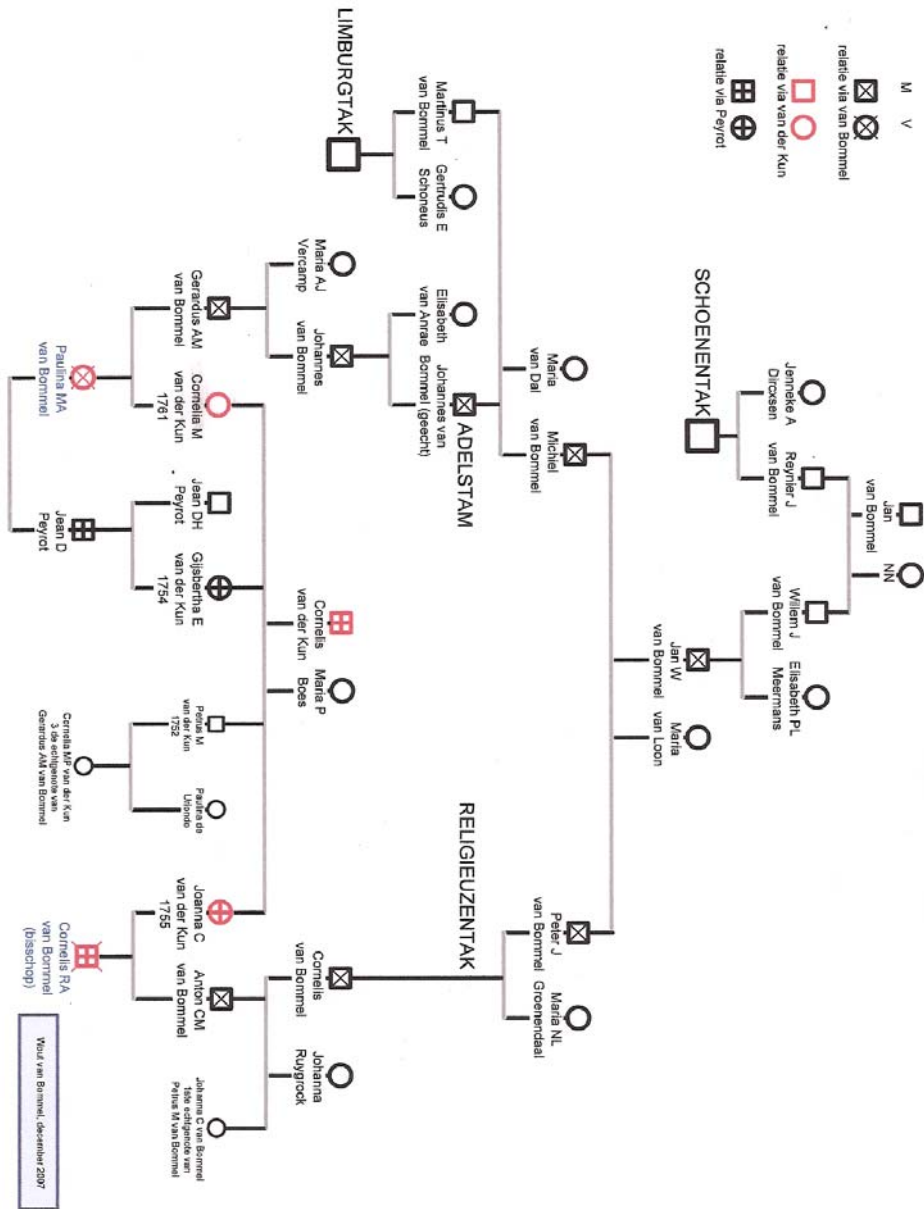 M V
relatie via van Bommel
relatie via van der Kun
relatie via Peyrot
Jan
van Bommel
NN
Jenneke A
Dircxsen
Reynier J
van Bommel
Willem J
van Bommel
Elisabeth PL
Meermans
SCHOENENTAK
Jan W
van Bommel
Maria
van Loon
Maria
van Dal
Michiel
van Bommel
Peter J
van Bommel
Maria NL
Groenendaal
Martinus T
van Bommel
Gertrudis E
Schoneus
LIMBURGTAK
ADELSTAM
RELIGIEUZENTAK
Elisabeth
van Anrae
Johannes van
Bommel (geecht)
Maria AJ
Vercamp
Johannes
van Bommel
Cornelis
van der Kun
Maria P
Boes
Cornelis
van Bommel
Johanna
Ruygrock
Gerardus AM
van Bommel
Cornelia M
van der Kun
1761
Jean DH
Peyrot
Gijsbertha E
van der Kun
1754
Petrus M
van der Kun
1752
Paulina de
Uriondo
Joanna C
van der Kun
1755
Anton CM
van Bommel
Johanna C van Bommel
1ste echtgenote van
Petrus M van Bommel
Paulina MA
van Bommel
Jean D
Peyrot
Cornelia MP van der Kun
3 de echtgenote van
Gerardus AM van Bommel
Cornelis RA
van Bommel
(bisschop)
Wout van Bommel, december 2007